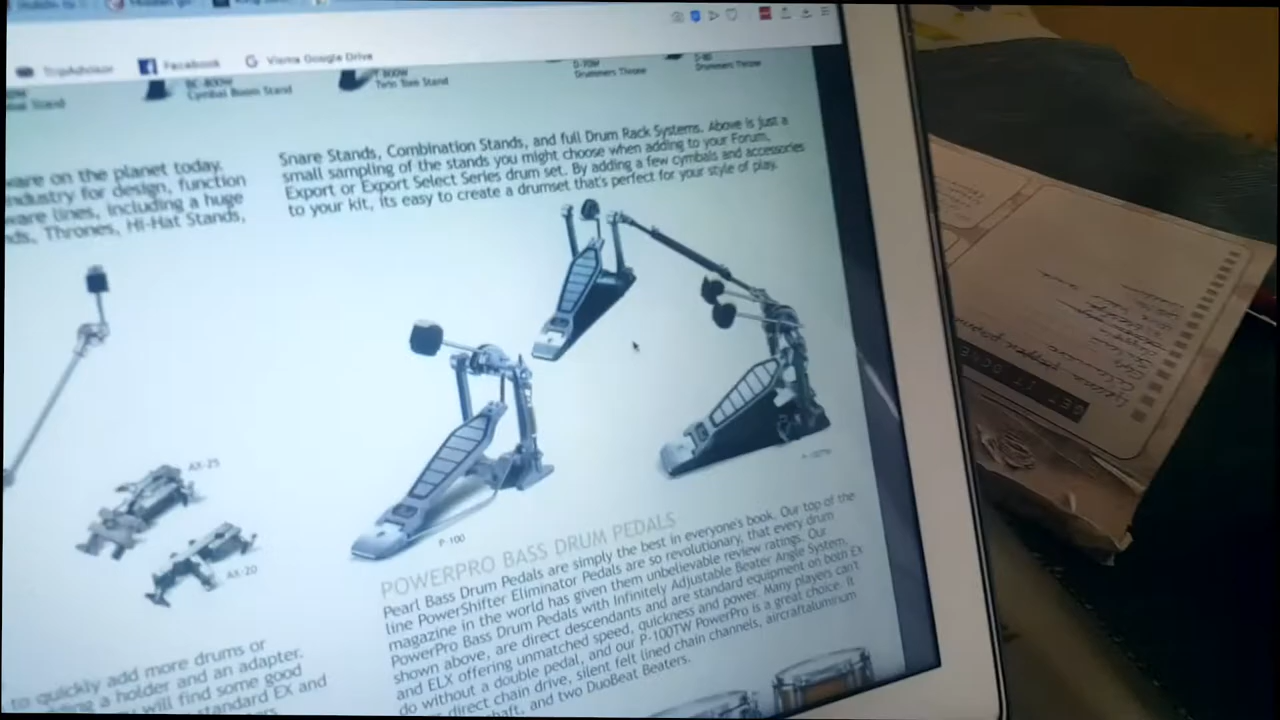 TripAdvisor
Facebook
Visma Google Drive
BC-800W
Cymbal Boom Stand
Twin Tom Stand
D-70W
Drummers Throne
Drummers Throne
ware on the planet today.
industry for design, function
ware lines, including a huge
Thrones, Hi-Hat Stands,
Snare Stands, Combination Stands, and full Drum Rack Systems. Above is just a
small sampling of the stands you might choose when adding to your Forum,
Export or Export Select Series drum set. By adding a few cymbals and accessories
to your kit, its easy to create a drumset that's perfect for your style of play.
AX-25
AX-20
P-100
P-100TW
POWERPRO BASS DRUM PEDALS
Pearl Bass Drum Pedals are simply the best in everyone's book. Our top of the
line PowerShifter Eliminator Pedals are so revolutionary, that every drum
magazine in the world has given them unbelievable review ratings. Our
PowerPro Bass Drum Pedals with Infinitely Adjustable Beater Angle System,
shown above, are direct descendants and are standard equipment on both EX
and ELX offering unmatched speed, quickness and power. Many players can't
do without a double pedal, and our P-100TW PowerPro is a great choice. It
direct chain drive, silent felt lined chain channels, aircraftaluminum
and two DuoBeat Beaters.
to quickly add more drums or
a holder and an adapter.
will find some good
standard EX and
GET IT DONE